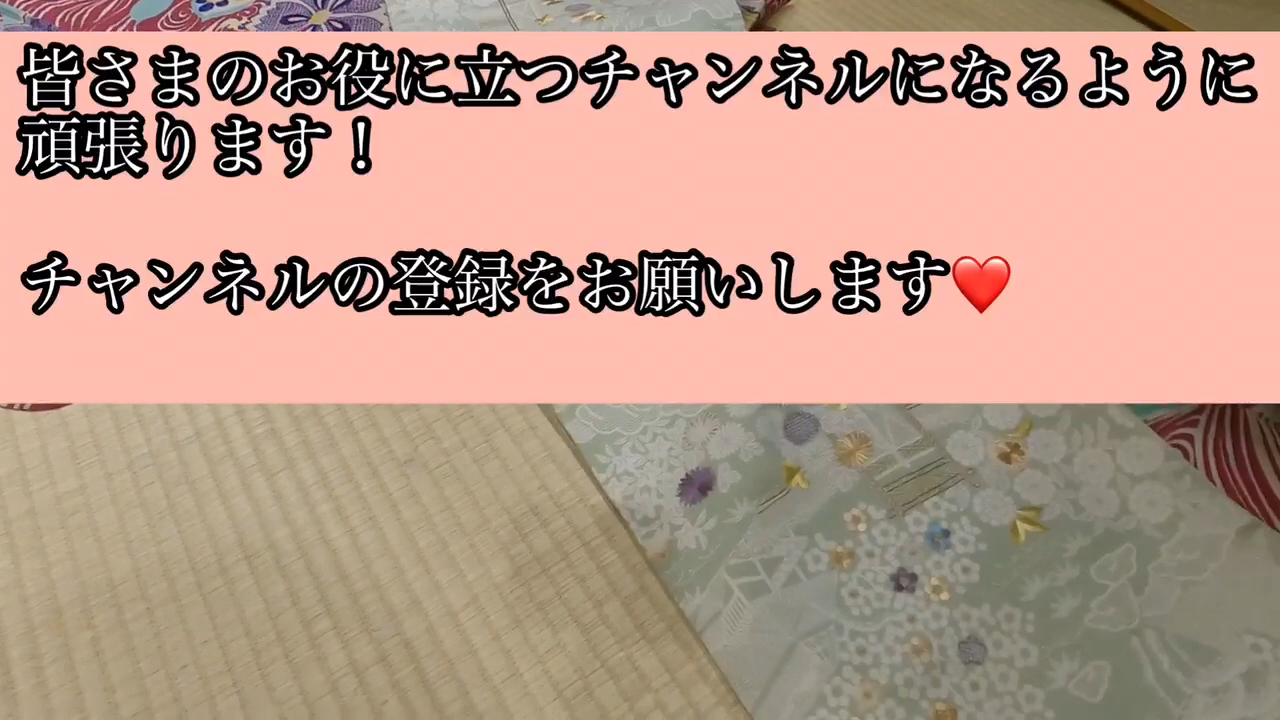 皆さまのお役に立つチャンネルになるように
頑張ります！
チャンネルの登録をお願いします❤️